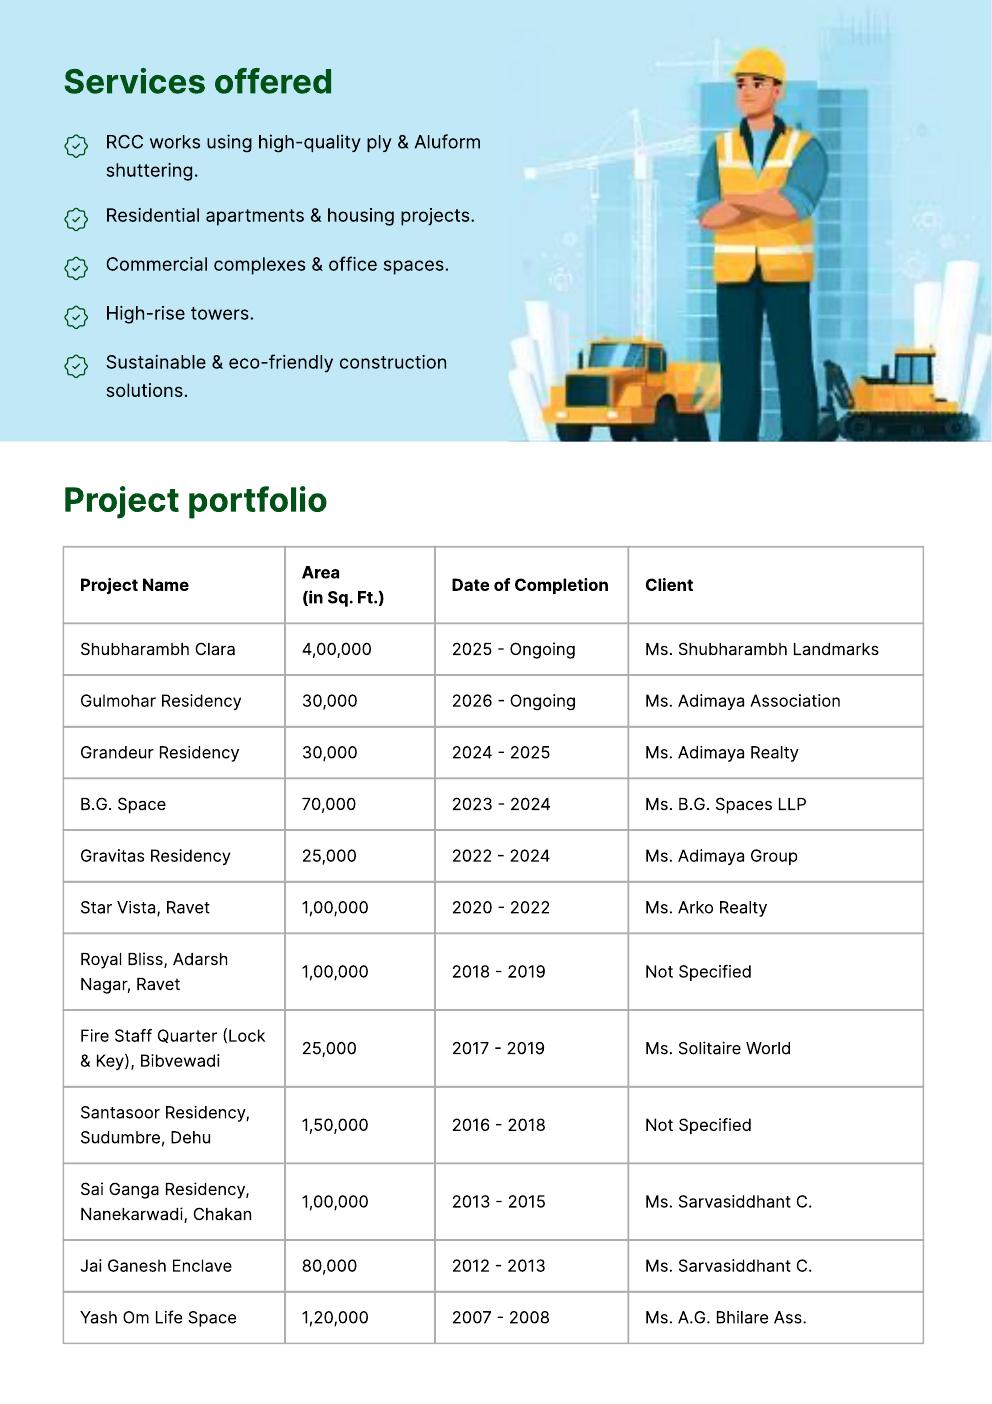 Services offered
RCC works using high-quality ply & Aluform
shuttering.
Residential apartments & housing projects.
Commercial complexes & office spaces.
High-rise towers.
Sustainable & eco-friendly construction
solutions.
Project portfolio
Project Name Area (in Sq. Ft.) Date of Completion Client
Shubharambh Clara 4,00,000 2025 - Ongoing Ms. Shubharambh Landmarks
Gulmohar Residency 30,000 2026 - Ongoing Ms. Adimaya Association
Grandeur Residency 30,000 2024 - 2025 Ms. Adimaya Realty
B.G. Space 70,000 2023 - 2024 Ms. B.G. Spaces LLP
Gravitas Residency 25,000 2022 - 2024 Ms. Adimaya Group
Star Vista, Ravet 1,00,000 2020 - 2022 Ms. Arko Realty
Royal Bliss, Adarsh
Nagar, Ravet 1,00,000 2018 - 2019 Not Specified
Fire Staff Quarter (Lock
& Key), Bibvewadi 25,000 2017 - 2019 Ms. Solitaire World
Santasoor Residency,
Sudumbre, Dehu 1,50,000 2016 - 2018 Not Specified
Sai Ganga Residency,
Nanekarwadi, Chakan 1,00,000 2013 - 2015 Ms. Sarvasiddhant C.
Jai Ganesh Enclave 80,000 2012 - 2013 Ms. Sarvasiddhant C.
Yash Om Life Space 1,20,000 2007 - 2008 Ms. A.G. Bhilare Ass.